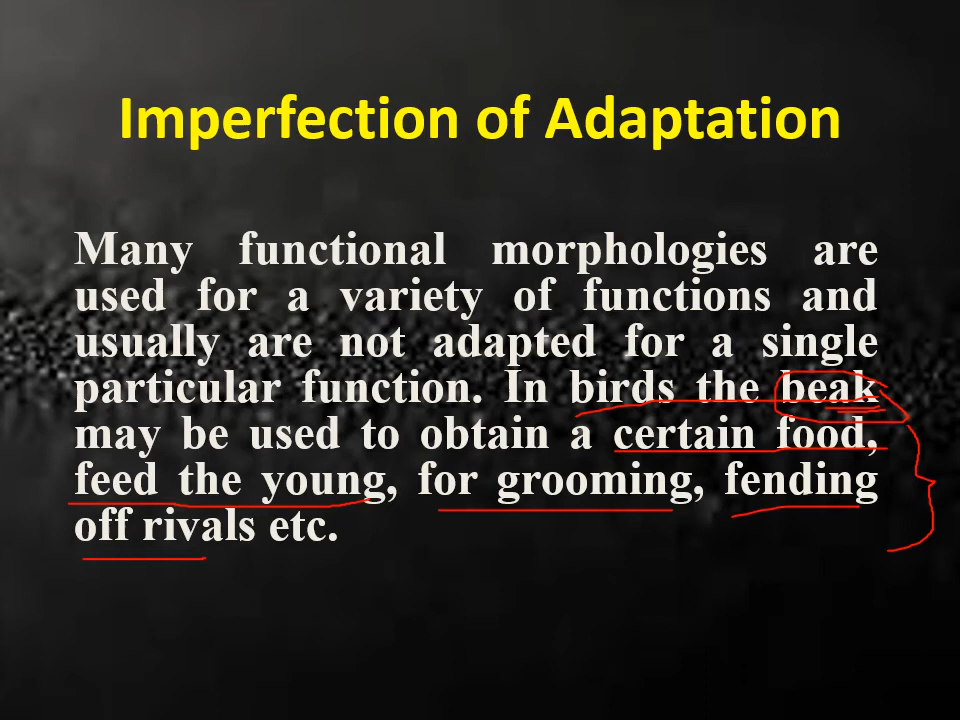 Imperfection of Adaptation
Many functional morphologies are
used for a variety of functions and
usually are not adapted for a single
particular function. In birds the beak
may be used to obtain a certain food,
feed the young, for grooming, fending
off rivals etc.